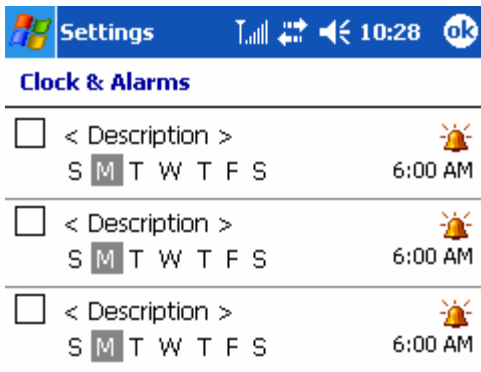 Settings 10:28 ok
Clock & Alarms
< Description >
S M T W T F S 6:00 AM
< Description >
S M T W T F S 6:00 AM
< Description >
S M T W T F S 6:00 AM